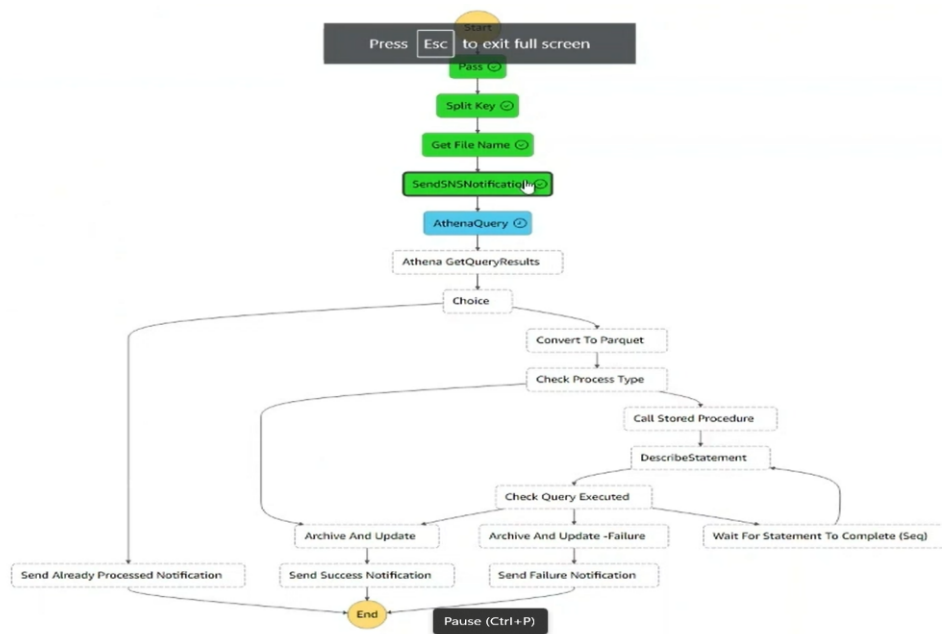 Start
Press Esc to exit full screen
Pass
Split Key
Get File Name
SendSNSNotification
AthenaQuery
Athena GetQueryResults
Choice
Convert To Parquet
Check Process Type
Call Stored Procedure
DescribeStatement
Check Query Executed
Archive And Update
Archive And Update -Failure
Wait For Statement To Complete (Seq)
Send Already Processed Notification
Send Success Notification
Send Failure Notification
End
Pause (Ctrl+P)